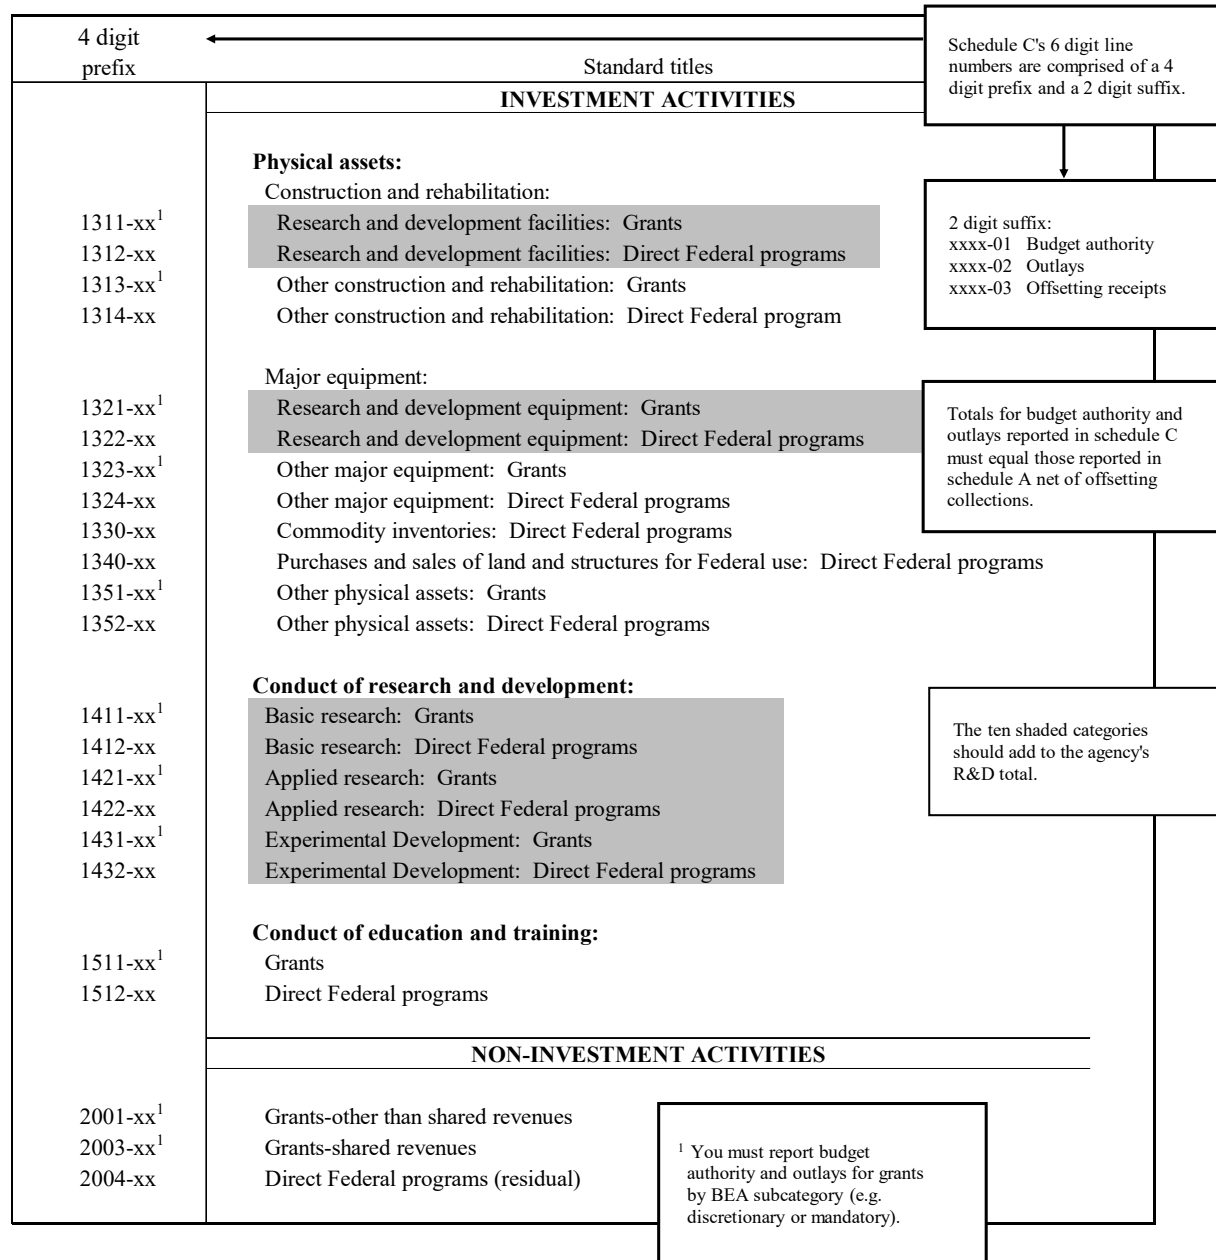 4 digit
prefix
Standard titles
Schedule C's 6 digit line
numbers are comprised of a 4
digit prefix and a 2 digit suffix.
INVESTMENT ACTIVITIES
Physical assets:
Construction and rehabilitation:
1311-xx¹ Research and development facilities: Grants
1312-xx Research and development facilities: Direct Federal programs
1313-xx¹ Other construction and rehabilitation: Grants
1314-xx Other construction and rehabilitation: Direct Federal program
2 digit suffix:
xxxx-01 Budget authority
xxxx-02 Outlays
xxxx-03 Offsetting receipts
Major equipment:
1321-xx¹ Research and development equipment: Grants
1322-xx Research and development equipment: Direct Federal programs
1323-xx¹ Other major equipment: Grants
1324-xx Other major equipment: Direct Federal programs
1330-xx Commodity inventories: Direct Federal programs
1340-xx Purchases and sales of land and structures for Federal use: Direct Federal programs
1351-xx¹ Other physical assets: Grants
1352-xx Other physical assets: Direct Federal programs
Totals for budget authority and
outlays reported in schedule C
must equal those reported in
schedule A net of offsetting
collections.
Conduct of research and development:
1411-xx¹ Basic research: Grants
1412-xx Basic research: Direct Federal programs
1421-xx¹ Applied research: Grants
1422-xx Applied research: Direct Federal programs
1431-xx¹ Experimental Development: Grants
1432-xx Experimental Development: Direct Federal programs
The ten shaded categories
should add to the agency's
R&D total.
Conduct of education and training:
1511-xx¹ Grants
1512-xx Direct Federal programs
NON-INVESTMENT ACTIVITIES
2001-xx¹ Grants-other than shared revenues
2003-xx¹ Grants-shared revenues
2004-xx Direct Federal programs (residual)
¹ You must report budget
authority and outlays for grants
by BEA subcategory (e.g.
discretionary or mandatory).